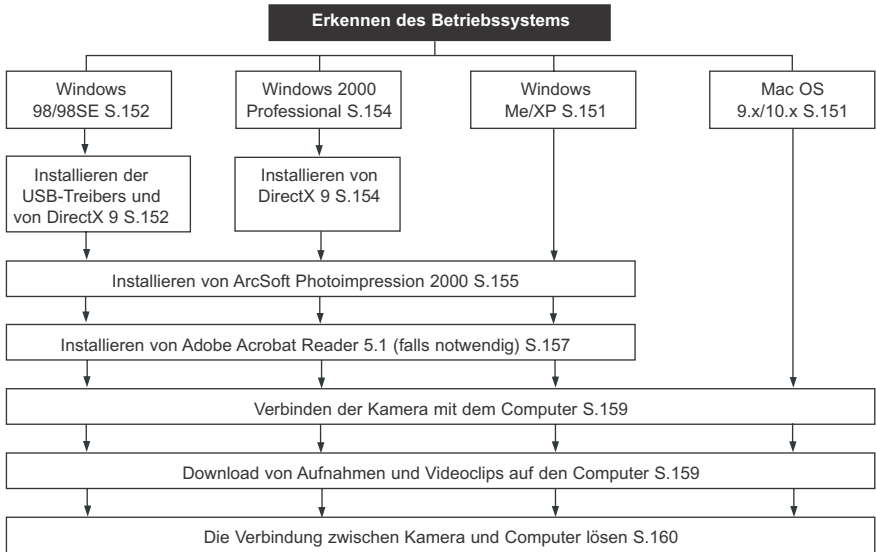 Erkennen des Betriebssystems
Windows
98/98SE S.152
Windows 2000
Professional S.154
Windows
Me/XP S.151
Mac OS
9.x/10.x S.151
Installieren der
USB-Treibers und
von DirectX 9 S.152
Installieren von
DirectX 9 S.154
Installieren von ArcSoft Photoimpression 2000 S.155
Installieren von Adobe Acrobat Reader 5.1 (falls notwendig) S.157
Verbinden der Kamera mit dem Computer S.159
Download von Aufnahmen und Videoclips auf den Computer S.159
Die Verbindung zwischen Kamera und Computer lösen S.160